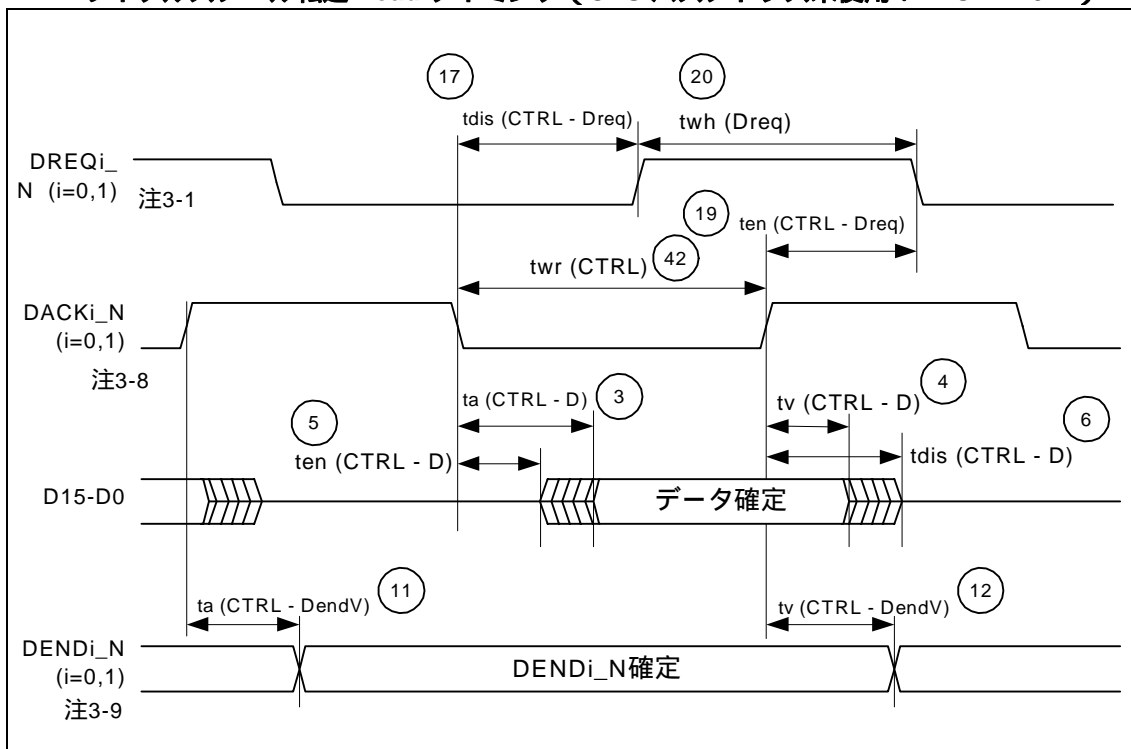 17
20
tdis (CTRL - Dreq)
twh (Dreq)
DREQi_
N (i=0,1)
注3-1
19
ten (CTRL - Dreq)
twr (CTRL)
42
DACKi_N
(i=0,1)
注3-8
ta (CTRL - D)
3
4
tv (CTRL - D)
5
6
ten (CTRL - D)
tdis (CTRL - D)
D15-D0
データ確定
11
ta (CTRL - DendV)
12
tv (CTRL - DendV)
DENDi_N
(i=0,1)
DENDi_N確定
注3-9